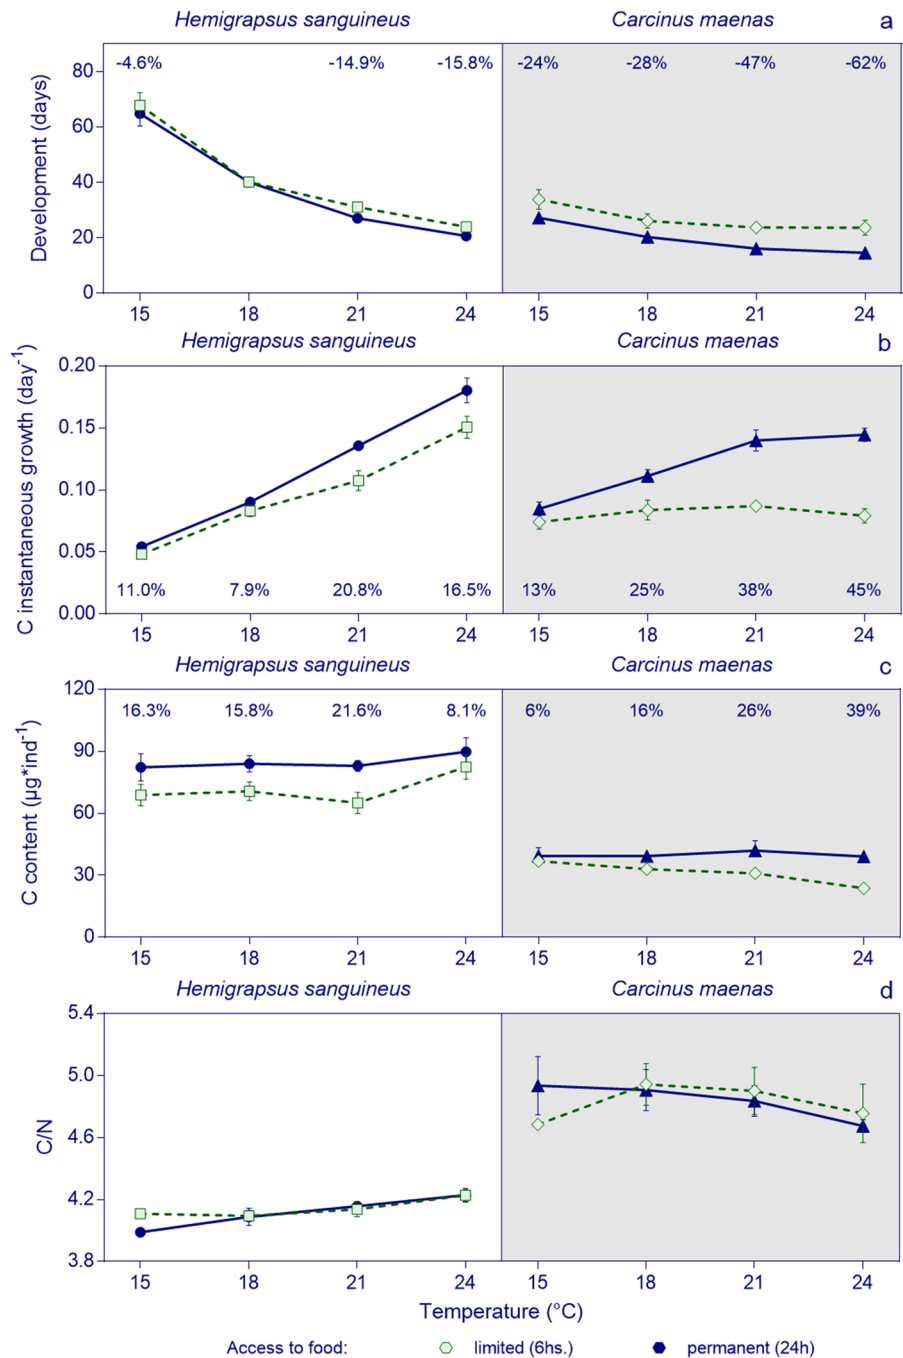 Hemigrapsus sanguineus Carcinus maenas a
-4.6% -14.9% -15.8% -24% -28% -47% -62%
Development (days)
80
60
40
20
0
15 18 21 24 15 18 21 24
Hemigrapsus sanguineus Carcinus maenas b
C instantaneous growth (day-1)
0.20
0.15
0.10
0.05
0.00
11.0% 7.9% 20.8% 16.5% 13% 25% 38% 45%
15 18 21 24 15 18 21 24
Hemigrapsus sanguineus Carcinus maenas c
16.3% 15.8% 21.6% 8.1% 6% 16% 26% 39%
C content (µg*ind-1)
120
90
60
30
0
15 18 21 24 15 18 21 24
Hemigrapsus sanguineus Carcinus maenas d
C/N
5.4
5.0
4.6
4.2
3.8
15 18 21 24 15 18 21 24
Temperature (°C)
Access to food: limited (6hs.) permanent (24h)